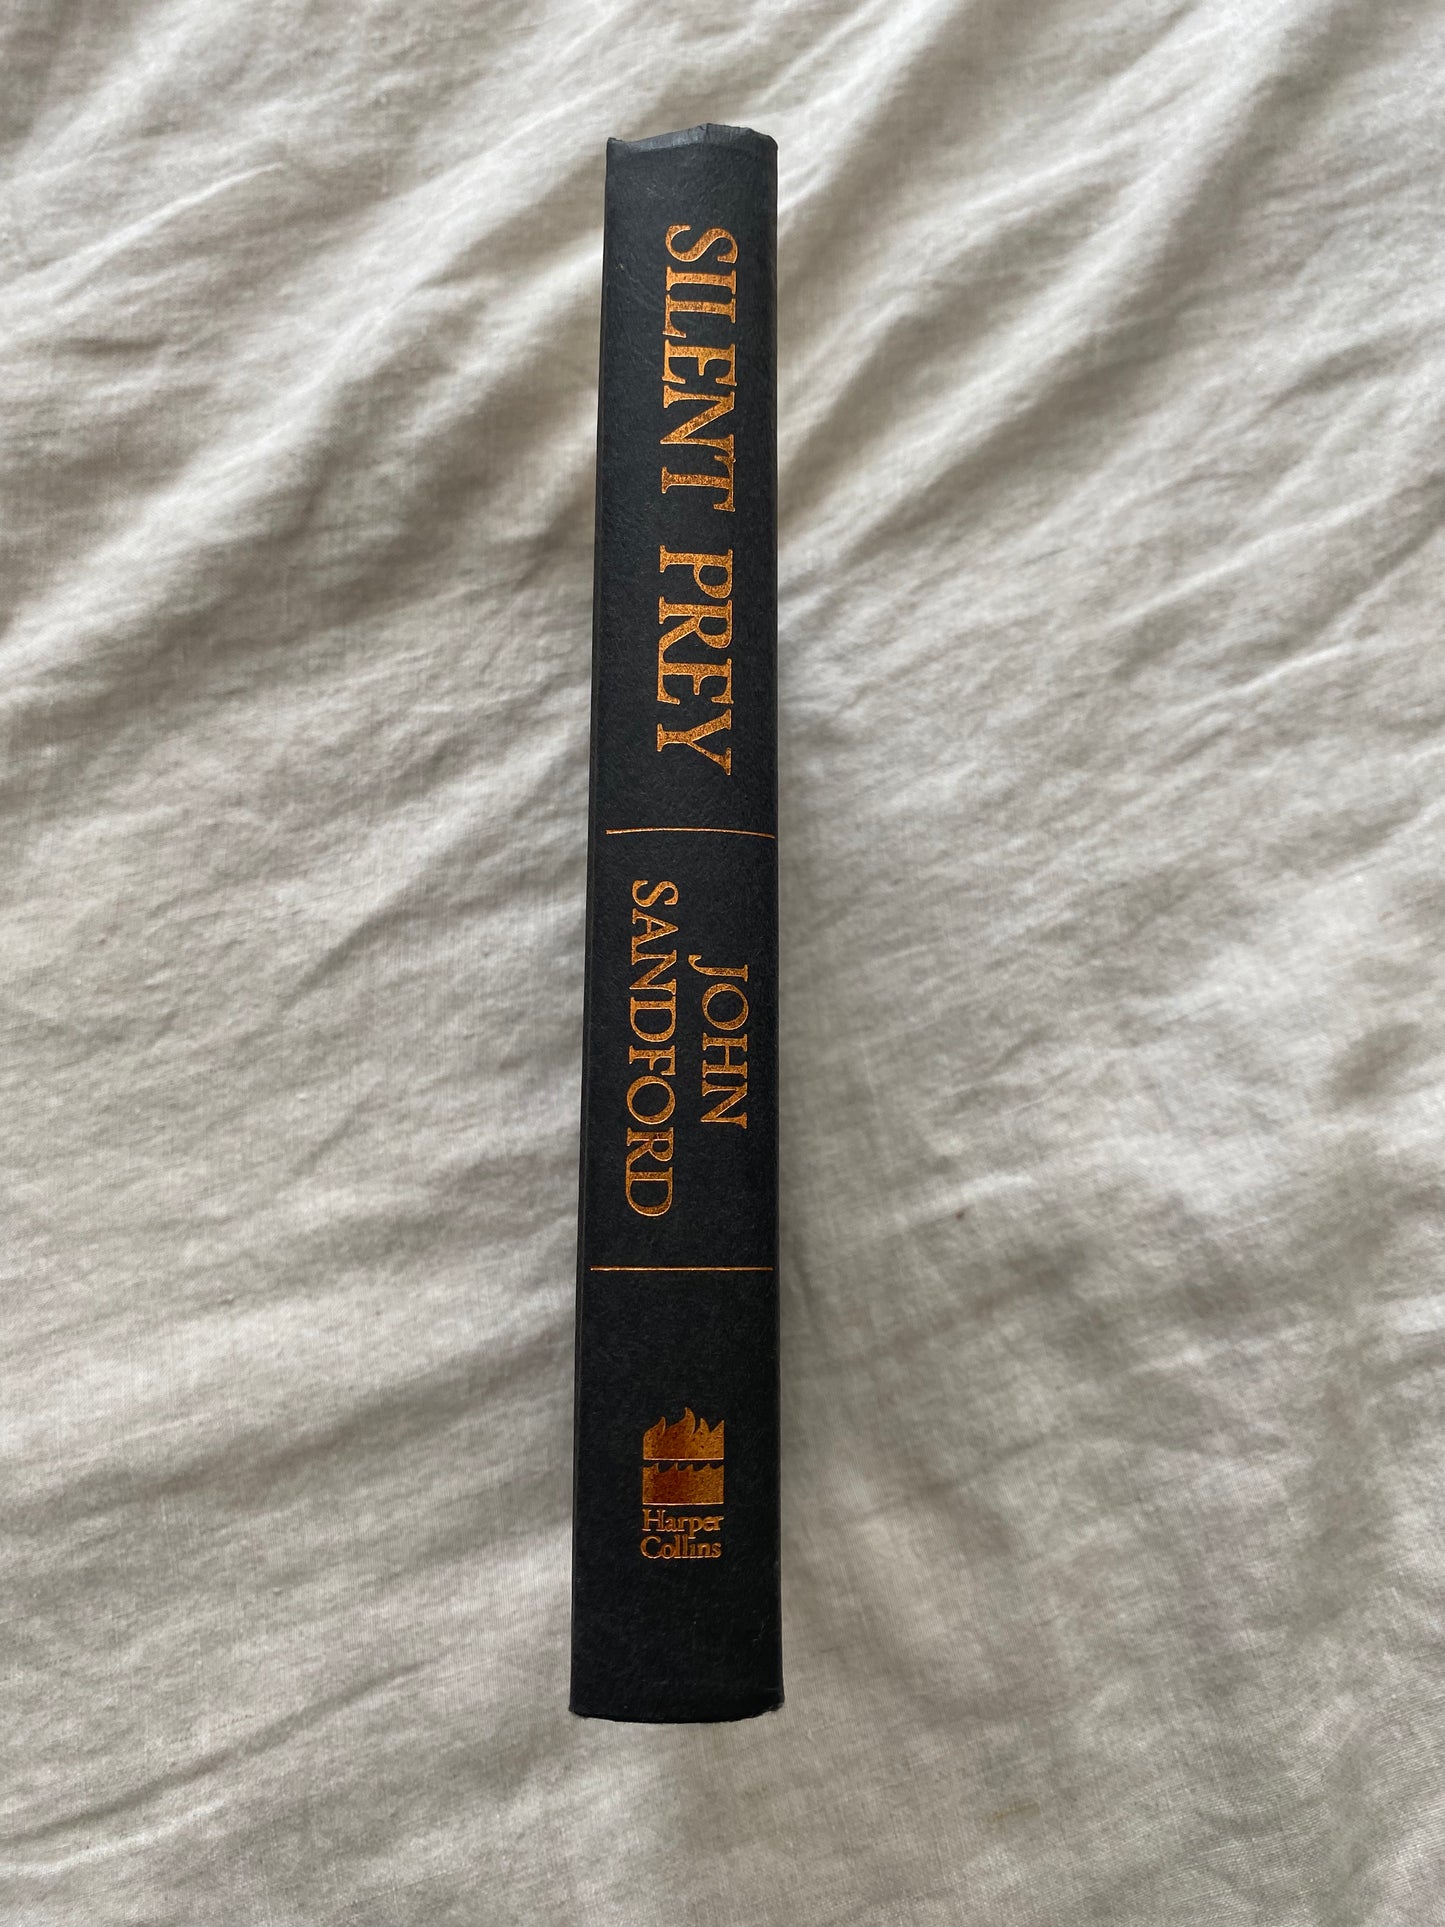 SILENT PREY
JOHN
SANDFORD
Harper
Collins